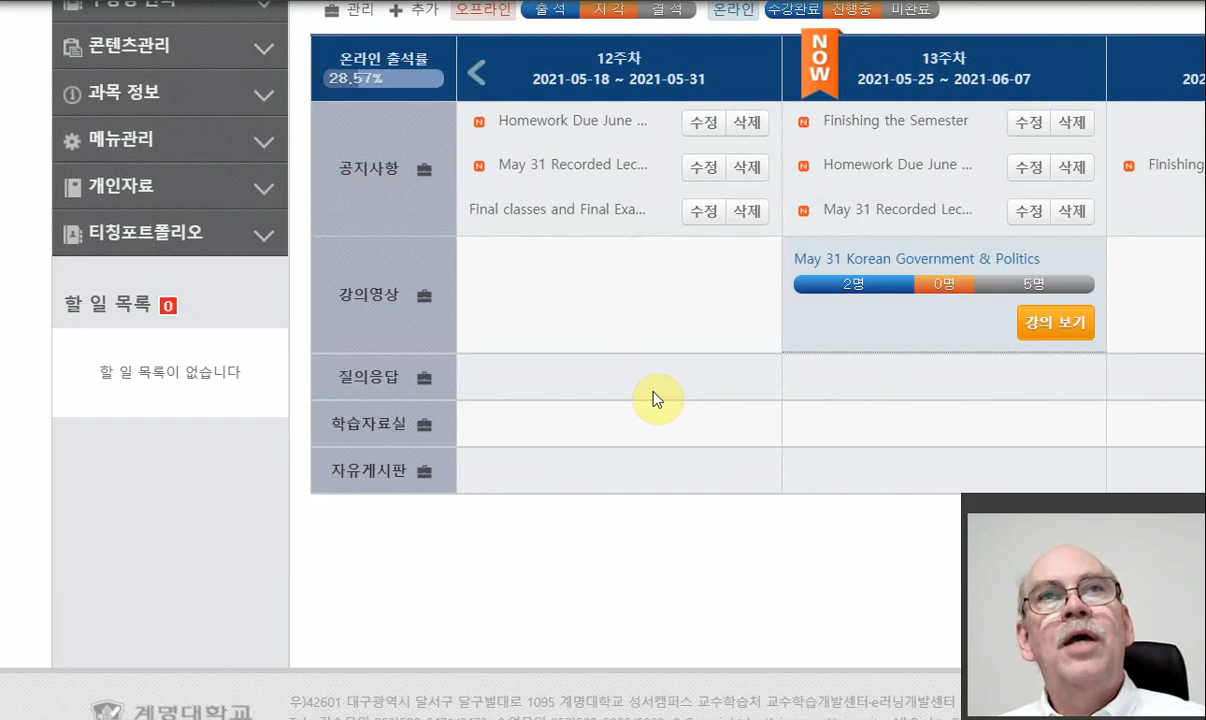 관리 추가 오프라인 출 석 지 각 결 석 온라인 수강완료 진행중 미완료
콘텐츠관리
과목 정보
메뉴관리
개인자료
티칭포트폴리오
할 일 목록 0
할 일 목록이 없습니다
온라인 출석률
28.57%
12주차
2021-05-18 ~ 2021-05-31
NOW
13주차
2021-05-25 ~ 2021-06-07
202
공지사항
N Homework Due June ... 수정 삭제
N Finishing the Semester 수정 삭제
N May 31 Recorded Lec... 수정 삭제
N Homework Due June ... 수정 삭제
N Finishing
Final classes and Final Exa... 수정 삭제
N May 31 Recorded Lec... 수정 삭제
강의영상
May 31 Korean Government & Politics
2명 0명 5명
강의 보기
질의응답
학습자료실
자유게시판
계명대학교
우)42601 대구광역시 달서구 달구벌대로 1095 계명대학교 성서캠퍼스 교수학습처 교수학습개발센터·e러닝개발센터